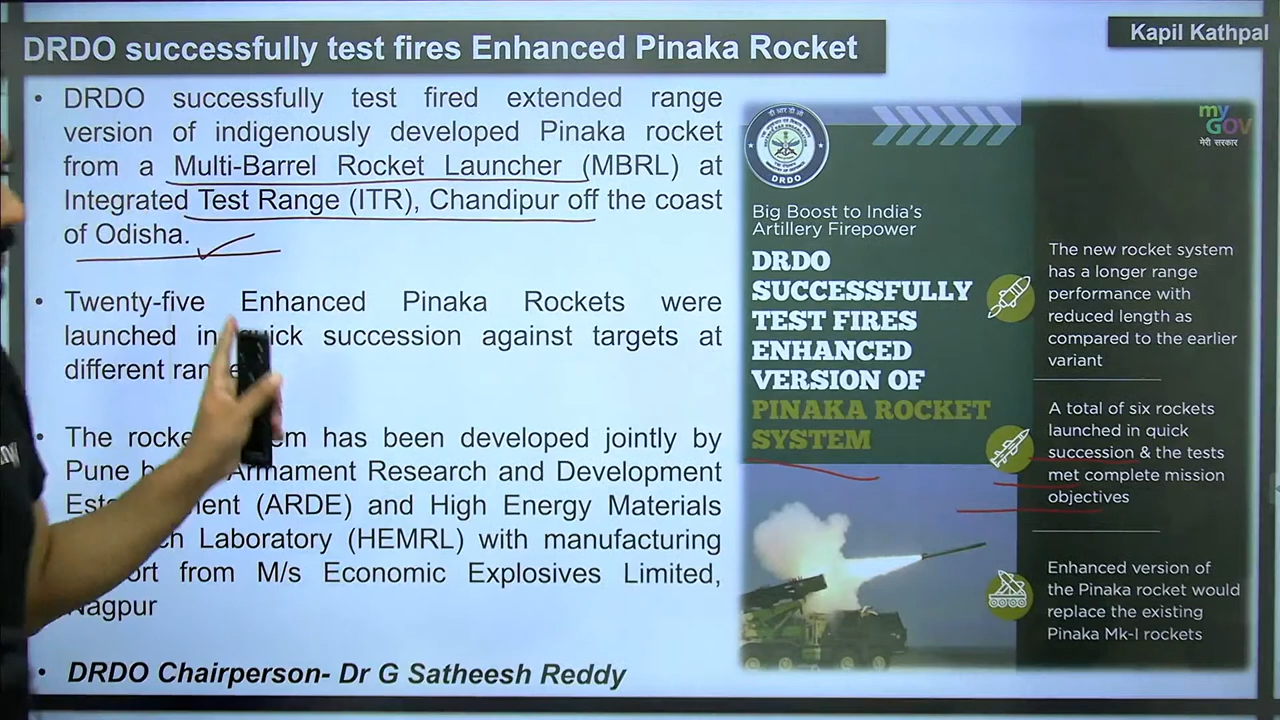 DRDO successfully test fires Enhanced Pinaka Rocket
Kapil Kathpal
• DRDO successfully test fired extended range
version of indigenously developed Pinaka rocket
from a Multi-Barrel Rocket Launcher (MBRL) at
Integrated Test Range (ITR), Chandipur off the coast
of Odisha.
• Twenty-five Enhanced Pinaka Rockets were
launched in quick succession against targets at
different
• The has been developed jointly by
Pune Armament Research and Development
(ARDE) and High Energy Materials
Laboratory (HEMRL) with manufacturing
from M/s Economic Explosives Limited,
Nagpur
• DRDO Chairperson- Dr G Satheesh Reddy
DRDO
my
GOV
मेरी सरकार
Big Boost to India's
Artillery Firepower
DRDO
SUCCESSFULLY
TEST FIRES
ENHANCED
VERSION OF
PINAKA ROCKET
SYSTEM
The new rocket system
has a longer range
performance with
reduced length as
compared to the earlier
variant
A total of six rockets
launched in quick
succession & the tests
met complete mission
objectives
Enhanced version of
the Pinaka rocket would
replace the existing
Pinaka Mk-I rockets